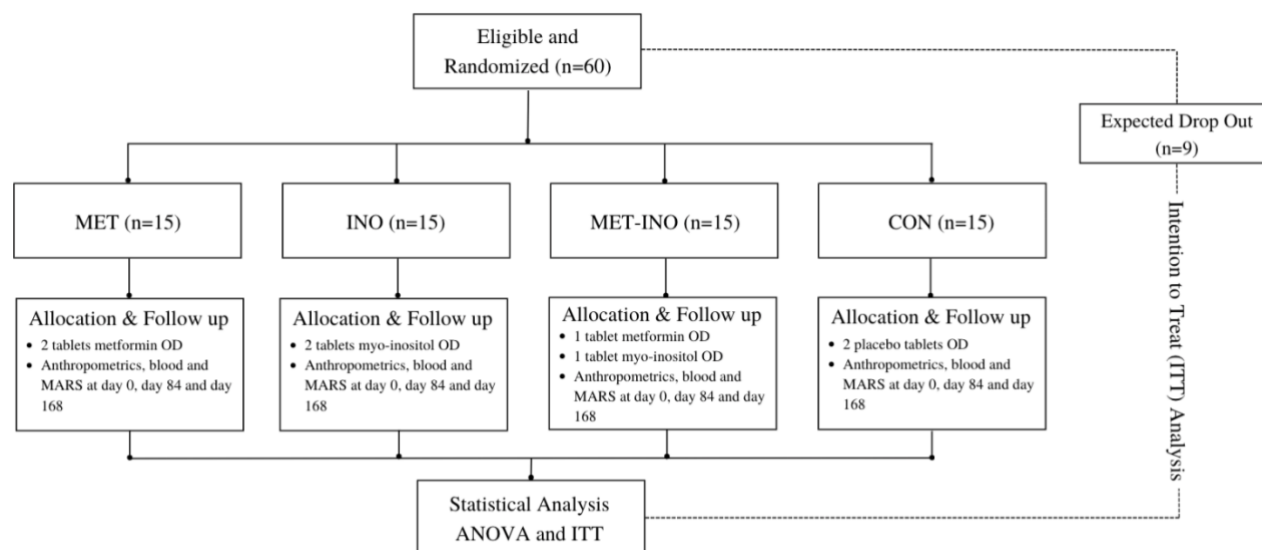 Eligible and
Randomized (n=60)
Expected Drop Out
(n=9)
MET (n=15)
INO (n=15)
MET-INO (n=15)
CON (n=15)
Intention to Treat (ITT) Analysis
Allocation & Follow up
• 2 tablets metformin OD
• Anthropometrics, blood and
MARS at day 0, day 84 and day
168
Allocation & Follow up
• 2 tablets myo-inositol OD
• Anthropometrics, blood and
MARS at day 0, day 84 and day
168
Allocation & Follow up
• 1 tablet metformin OD
• 1 tablet myo-inositol OD
• Anthropometrics, blood and
MARS at day 0, day 84 and day
168
Allocation & Follow up
• 2 placebo tablets OD
• Anthropometrics, blood and
MARS at day 0, day 84 and day
168
Statistical Analysis
ANOVA and ITT